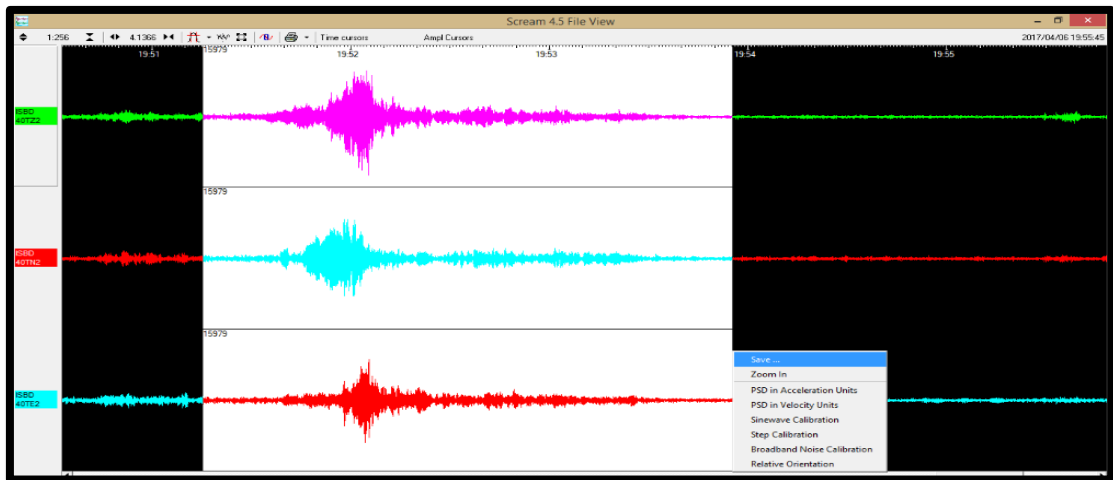 Scream 4.5 File View
1:256 4.1366 Time cursors Ampl Cursors 2017/04/06 19:55:45
15979
19:51 19:52 19:53 19:54 19:55
ISBD
40TZ2
15979
ISBD
40TN2
15979
Save ...
Zoom In
PSD in Acceleration Units
ISBD
40TE2
PSD in Velocity Units
Sinewave Calibration
Step Calibration
Broadband Noise Calibration
Relative Orientation